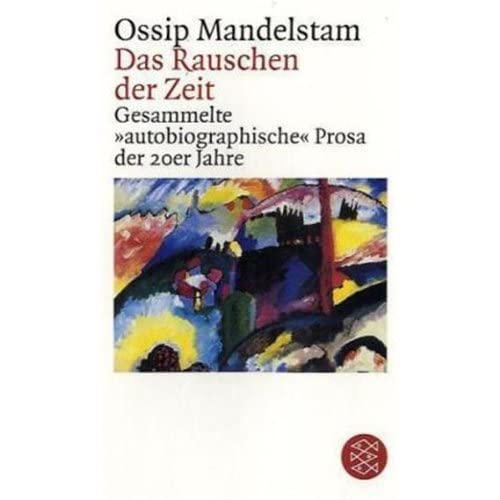 Ossip Mandelstam
Das Rauschen
der Zeit
Gesammelte
»autobiographische« Prosa
der 20er Jahre